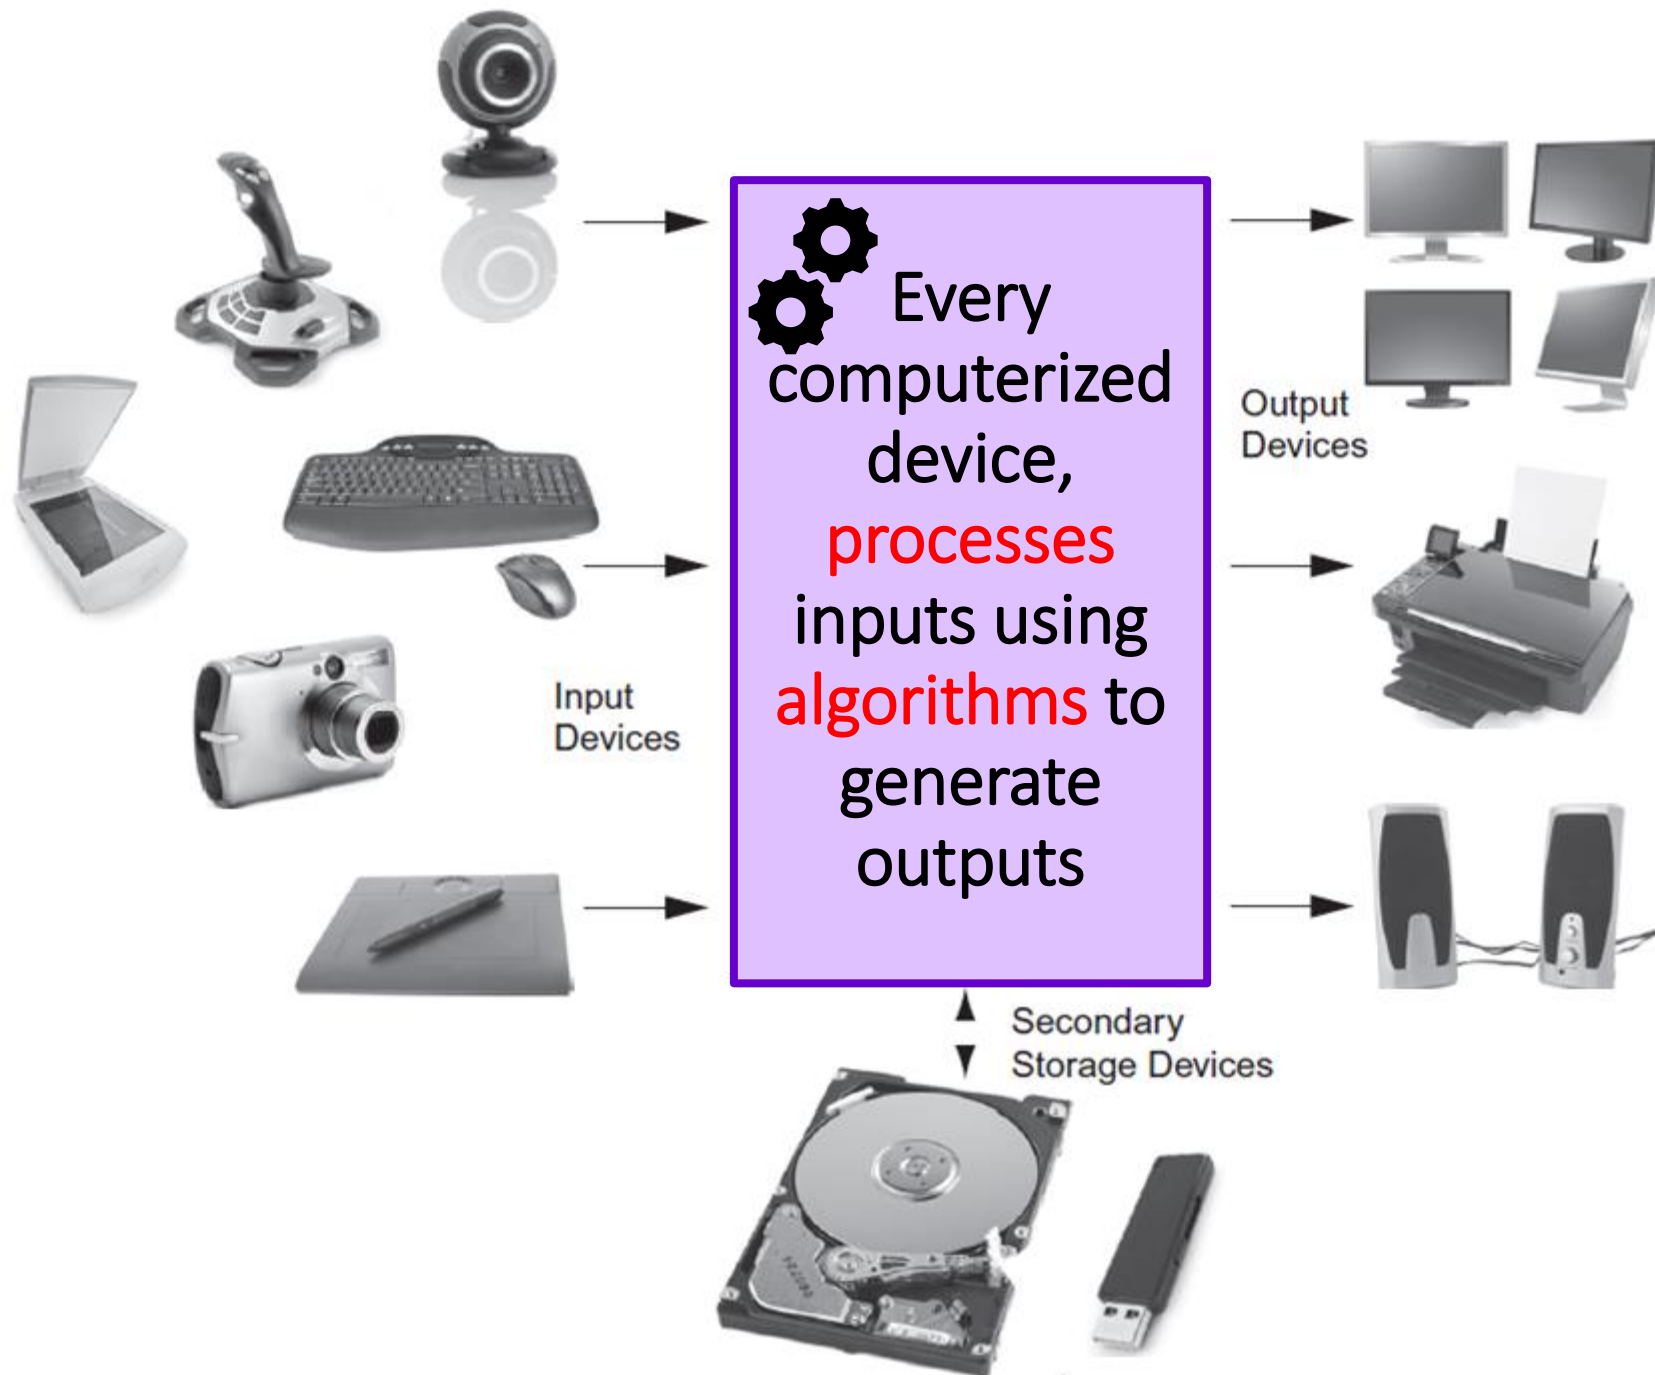 Every
computerized
device,
processes
inputs using
algorithms to
generate
outputs
Input
Devices
Output
Devices
Secondary
Storage Devices